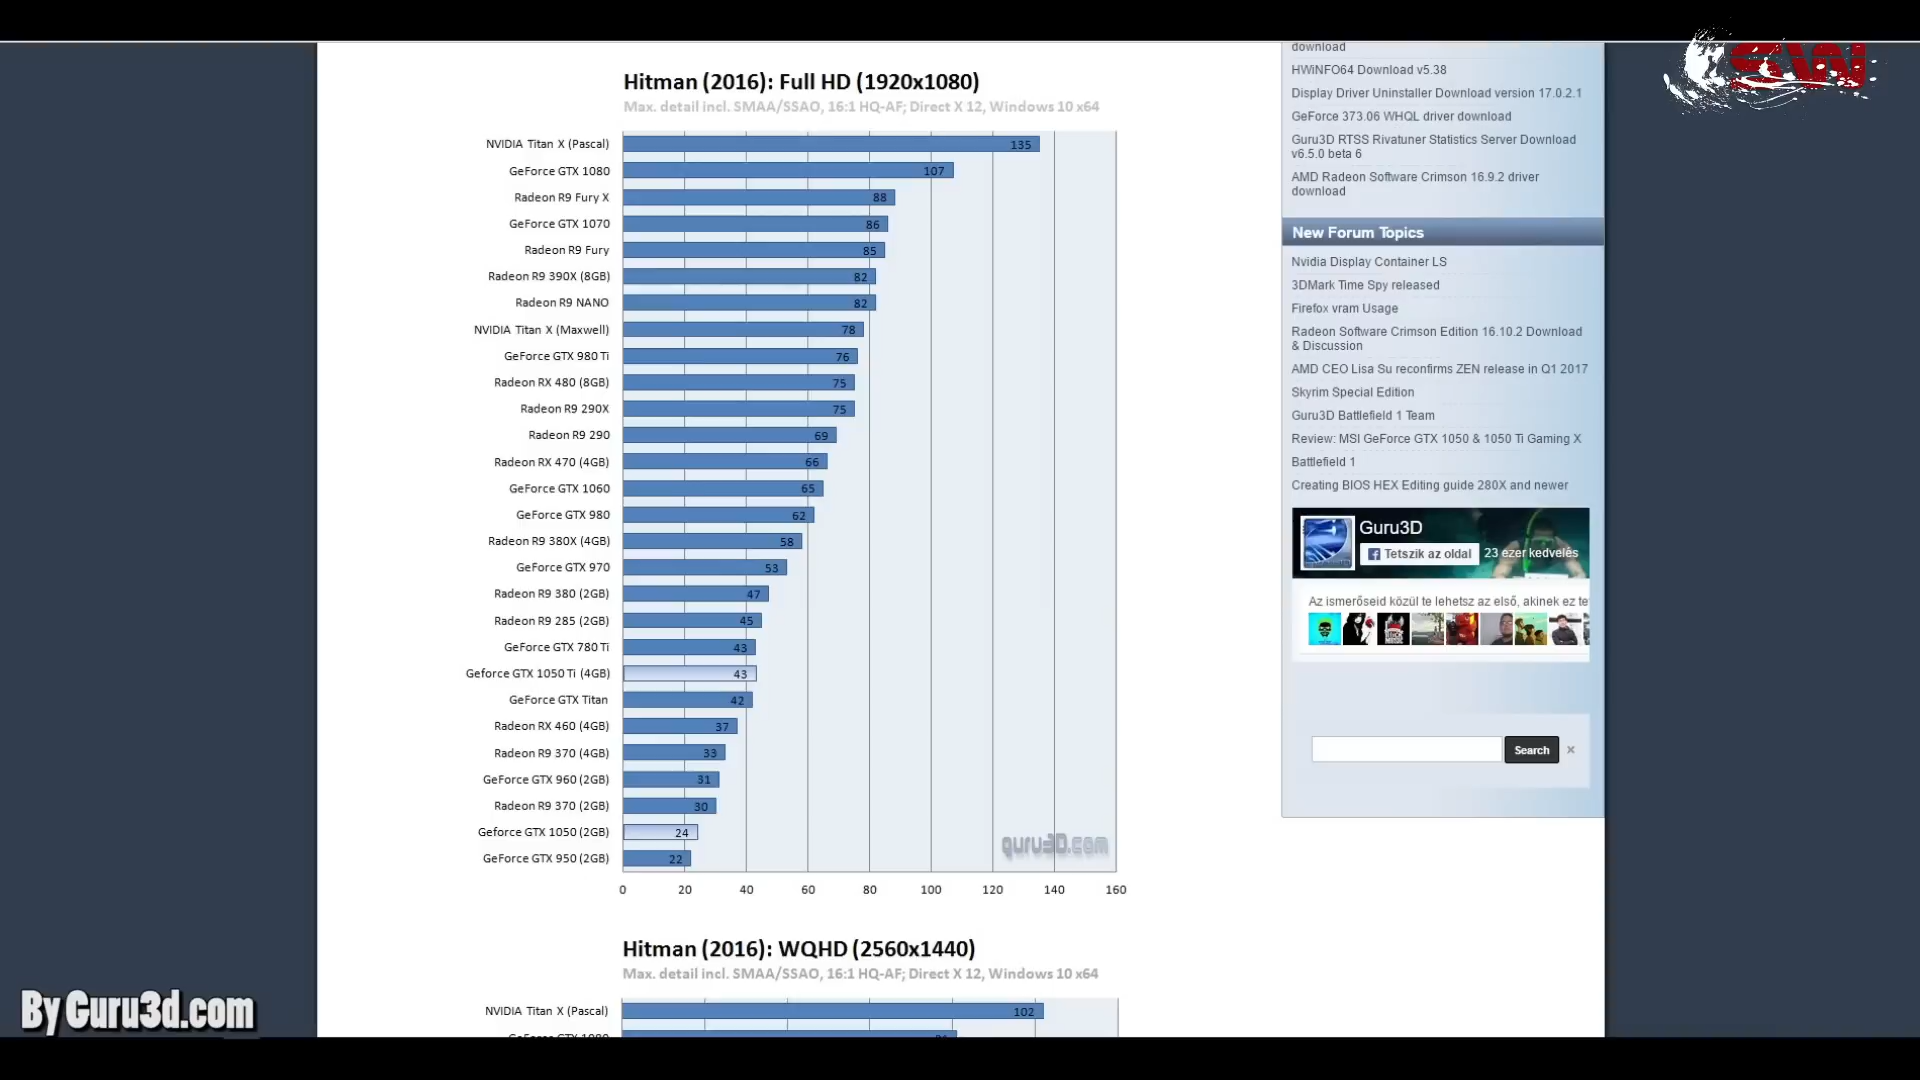 Hitman (2016): Full HD (1920x1080)
Max. detail incl. SMAA/SSAO, 16:1 HQ-AF; Direct X 12, Windows 10 x64
NVIDIA Titan X (Pascal) 135
GeForce GTX 1080 107
Radeon R9 Fury X 88
GeForce GTX 1070 86
Radeon R9 Fury 85
Radeon R9 390X (8GB) 82
Radeon R9 NANO 82
NVIDIA Titan X (Maxwell) 78
GeForce GTX 980 Ti 76
Radeon RX 480 (8GB) 75
Radeon R9 290X 75
Radeon R9 290 69
Radeon RX 470 (4GB) 66
GeForce GTX 1060 65
GeForce GTX 980 62
Radeon R9 380X (4GB) 58
GeForce GTX 970 53
Radeon R9 380 (2GB) 47
Radeon R9 285 (2GB) 45
GeForce GTX 780 Ti 43
Geforce GTX 1050 Ti (4GB) 43
GeForce GTX Titan 42
Radeon RX 460 (4GB) 37
Radeon R9 370 (4GB) 33
GeForce GTX 960 (2GB) 31
Radeon R9 370 (2GB) 30
Geforce GTX 1050 (2GB) 24
GeForce GTX 950 (2GB) 22
guru3D.com
0 20 40 60 80 100 120 140 160
Hitman (2016): WQHD (2560x1440)
Max. detail incl. SMAA/SSAO, 16:1 HQ-AF; Direct X 12, Windows 10 x64
NVIDIA Titan X (Pascal) 102
GeForce GTX 1080
download
HWiNFO64 Download v5.38
Display Driver Uninstaller Download version 17.0.2.1
GeForce 373.06 WHQL driver download
Guru3D RTSS Rivatuner Statistics Server Download
v6.5.0 beta 6
AMD Radeon Software Crimson 16.9.2 driver
download
New Forum Topics
Nvidia Display Container LS
3DMark Time Spy released
Firefox vram Usage
Radeon Software Crimson Edition 16.10.2 Download
& Discussion
AMD CEO Lisa Su reconfirms ZEN release in Q1 2017
Skyrim Special Edition
Guru3D Battlefield 1 Team
Review: MSI GeForce GTX 1050 & 1050 Ti Gaming X
Battlefield 1
Creating BIOS HEX Editing guide 280X and newer
Guru3D
Tetszik az oldal 23 ezer kedvelés
Az ismerőseid közül te lehetsz az első, akinek ez te
Search
SW
By Guru3d.com